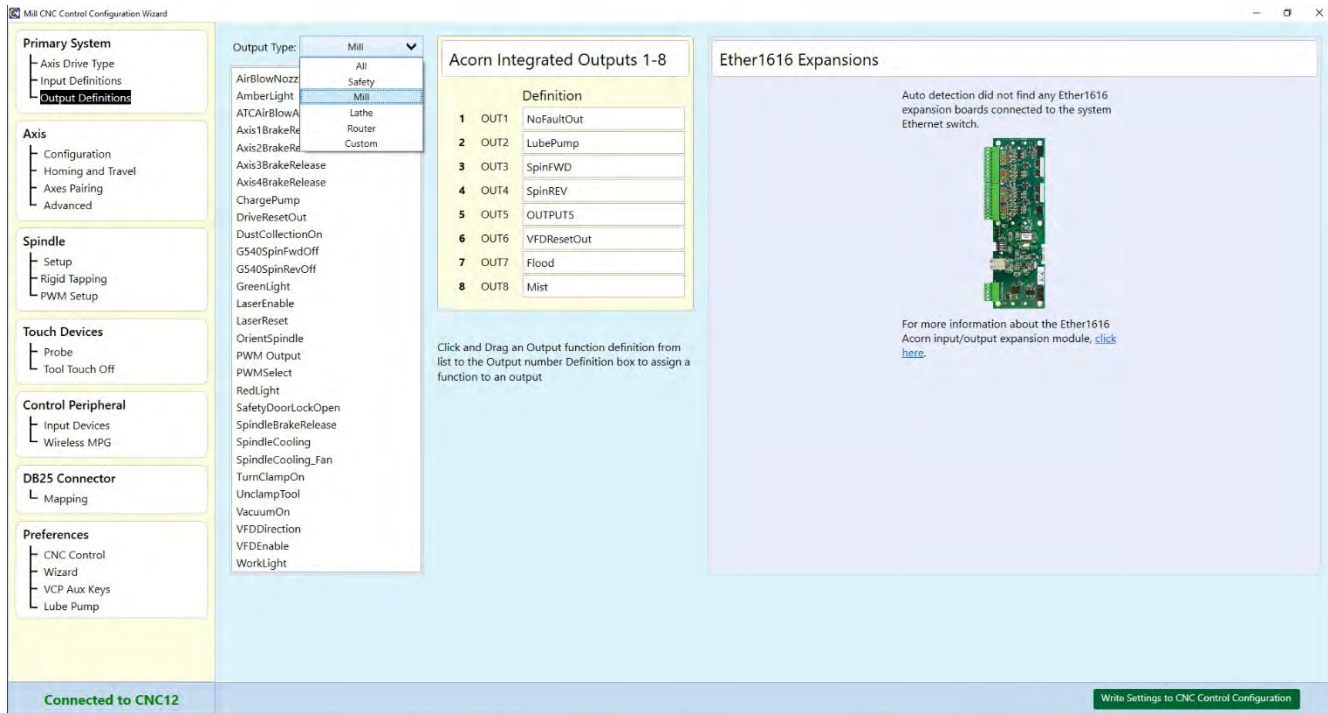 Mill CNC Control Configuration Wizard
Primary System
Axis Drive Type
Input Definitions
Output Definitions
Axis
Configuration
Homing and Travel
Axes Pairing
Advanced
Spindle
Setup
Rigid Tapping
PWM Setup
Touch Devices
Probe
Tool Touch Off
Control Peripheral
Input Devices
Wireless MPG
DB25 Connector
Mapping
Preferences
CNC Control
Wizard
VCP Aux Keys
Lube Pump
Connected to CNC12
Output Type: Mill
All
Safety
Mill
Lathe
Router
Custom
AirBlowNozz
AmberLight
ATCAirBlowA
Axis1BrakeRe
Axis2BrakeRe
Axis3BrakeRelease
Axis4BrakeRelease
ChargePump
DriveResetOut
DustCollectionOn
G540SpinFwdOff
G540SpinRevOff
GreenLight
LaserEnable
LaserReset
OrientSpindle
PWM Output
PWMSelect
RedLight
SafetyDoorLockOpen
SpindleBrakeRelease
SpindleCooling
SpindleCooling_Fan
TurnClampOn
UnclampTool
VacuumOn
VFDDirection
VFDEnable
WorkLight
Acorn Integrated Outputs 1-8
Definition
1 OUT1 NoFaultOut
2 OUT2 LubePump
3 OUT3 SpinFWD
4 OUT4 SpinREV
5 OUT5 OUTPUT5
6 OUT6 VFDResetOut
7 OUT7 Flood
8 OUT8 Mist
Click and Drag an Output function definition from
list to the Output number Definition box to assign a
function to an output
Ether1616 Expansions
Auto detection did not find any Ether1616
expansion boards connected to the system
Ethernet switch.
For more information about the Ether1616
Acorn input/output expansion module, click
here.
Write Settings to CNC Control Configuration